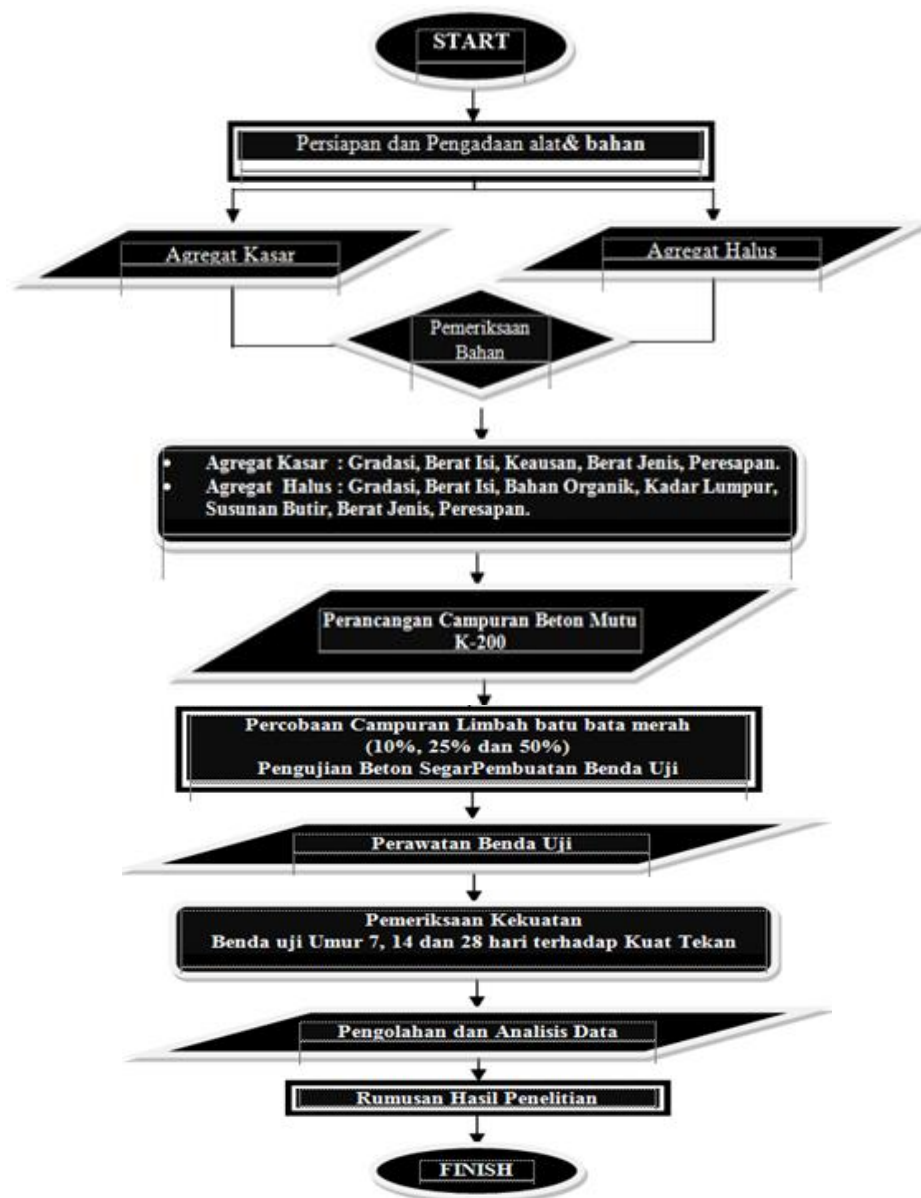 START
Persiapan dan Pengadaan alat& bahan
Agregat Kasar
Agregat Halus
Pemeriksaan
Bahan
• Agregat Kasar : Gradasi, Berat Isi, Keausan, Berat Jenis, Peresapan.
• Agregat Halus : Gradasi, Berat Isi, Bahan Organik, Kadar Lumpur,
Susunan Butir, Berat Jenis, Peresapan.
Perancangan Campuran Beton Mutu
K-200
Percobaan Campuran Limbah batu bata merah
(10%, 25% dan 50%)
Pengujian Beton SegarPembuatan Benda Uji
Perawatan Benda Uji
Pemeriksaan Kekuatan
Benda uji Umur 7, 14 dan 28 hari terhadap Kuat Tekan
Pengolahan dan Analisis Data
Rumusan Hasil Penelitian
FINISH